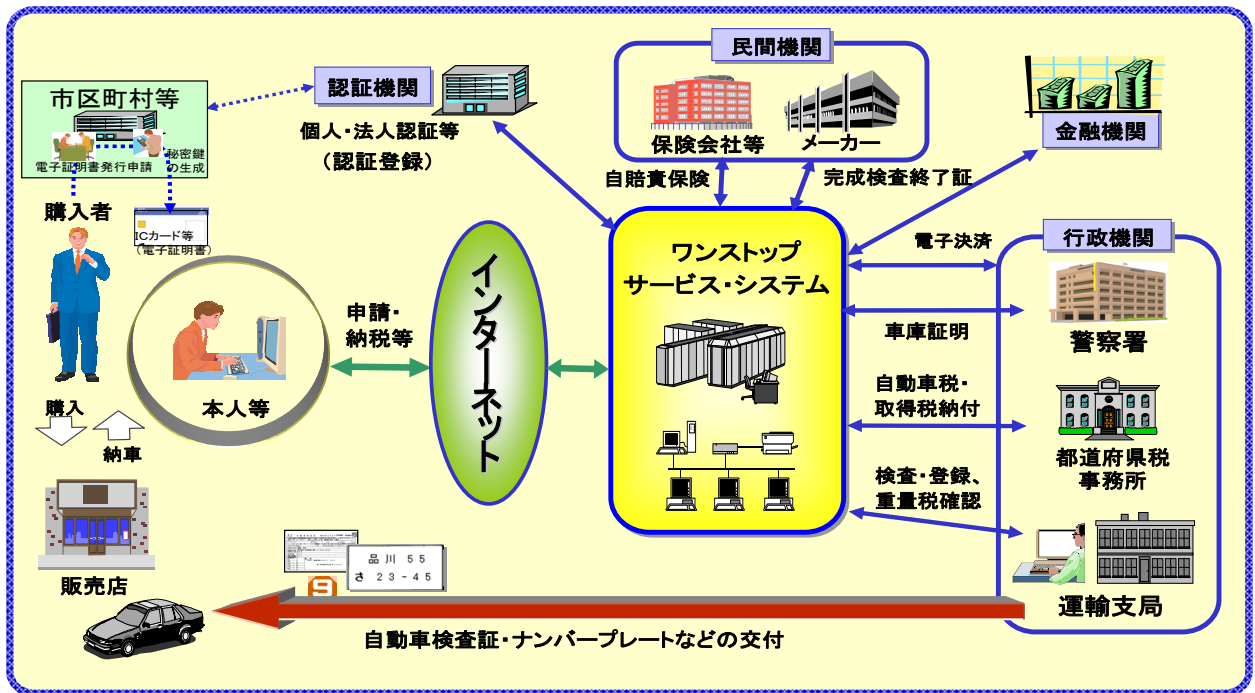 民間機関
認証機関
市区町村等
電子証明書発行申請
秘密鍵
の生成
個人・法人認証等
（認証登録）
保険会社等
メーカー
金融機関
自賠責保険
完成検査終了証
購入者
ICカード等
（電子証明書）
電子決済
行政機関
ワンストップ
サービス・システム
インターネット
申請・
納税等
本人等
車庫証明
警察署
自動車税・
取得税納付
都道府県税
事務所
購入
納車
検査・登録、
重量税確認
販売店
品川 55
さ 23-45
9
運輸支局
自動車検査証・ナンバープレートなどの交付